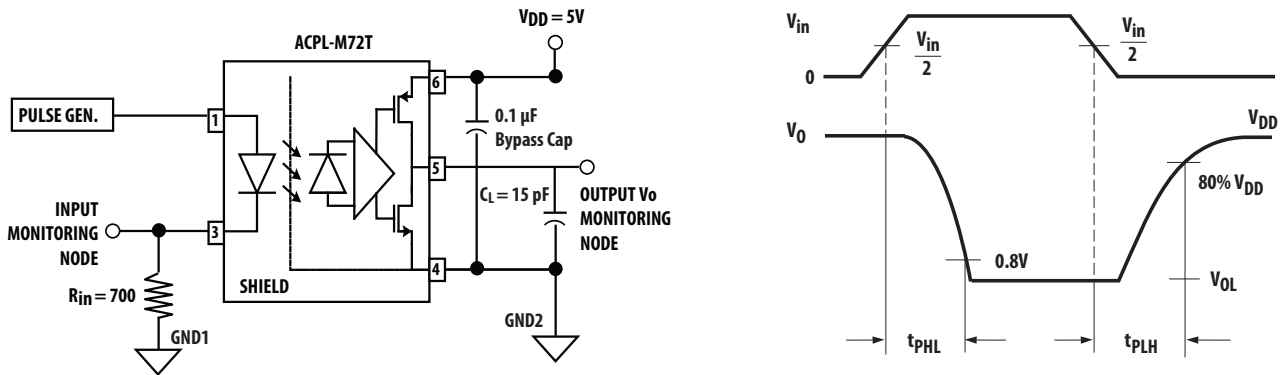 VDD = 5V
ACPL-M72T
6
PULSE GEN.
1
0.1 µF
Bypass Cap
5
CL = 15 pF
OUTPUT Vo
MONITORING
NODE
INPUT
MONITORING
NODE
3
4
SHIELD
Rin = 700
GND1
GND2
Vin
Vin
2
Vin
2
0
VO
VDD
80% VDD
0.8V
VOL
tPHL
tPLH